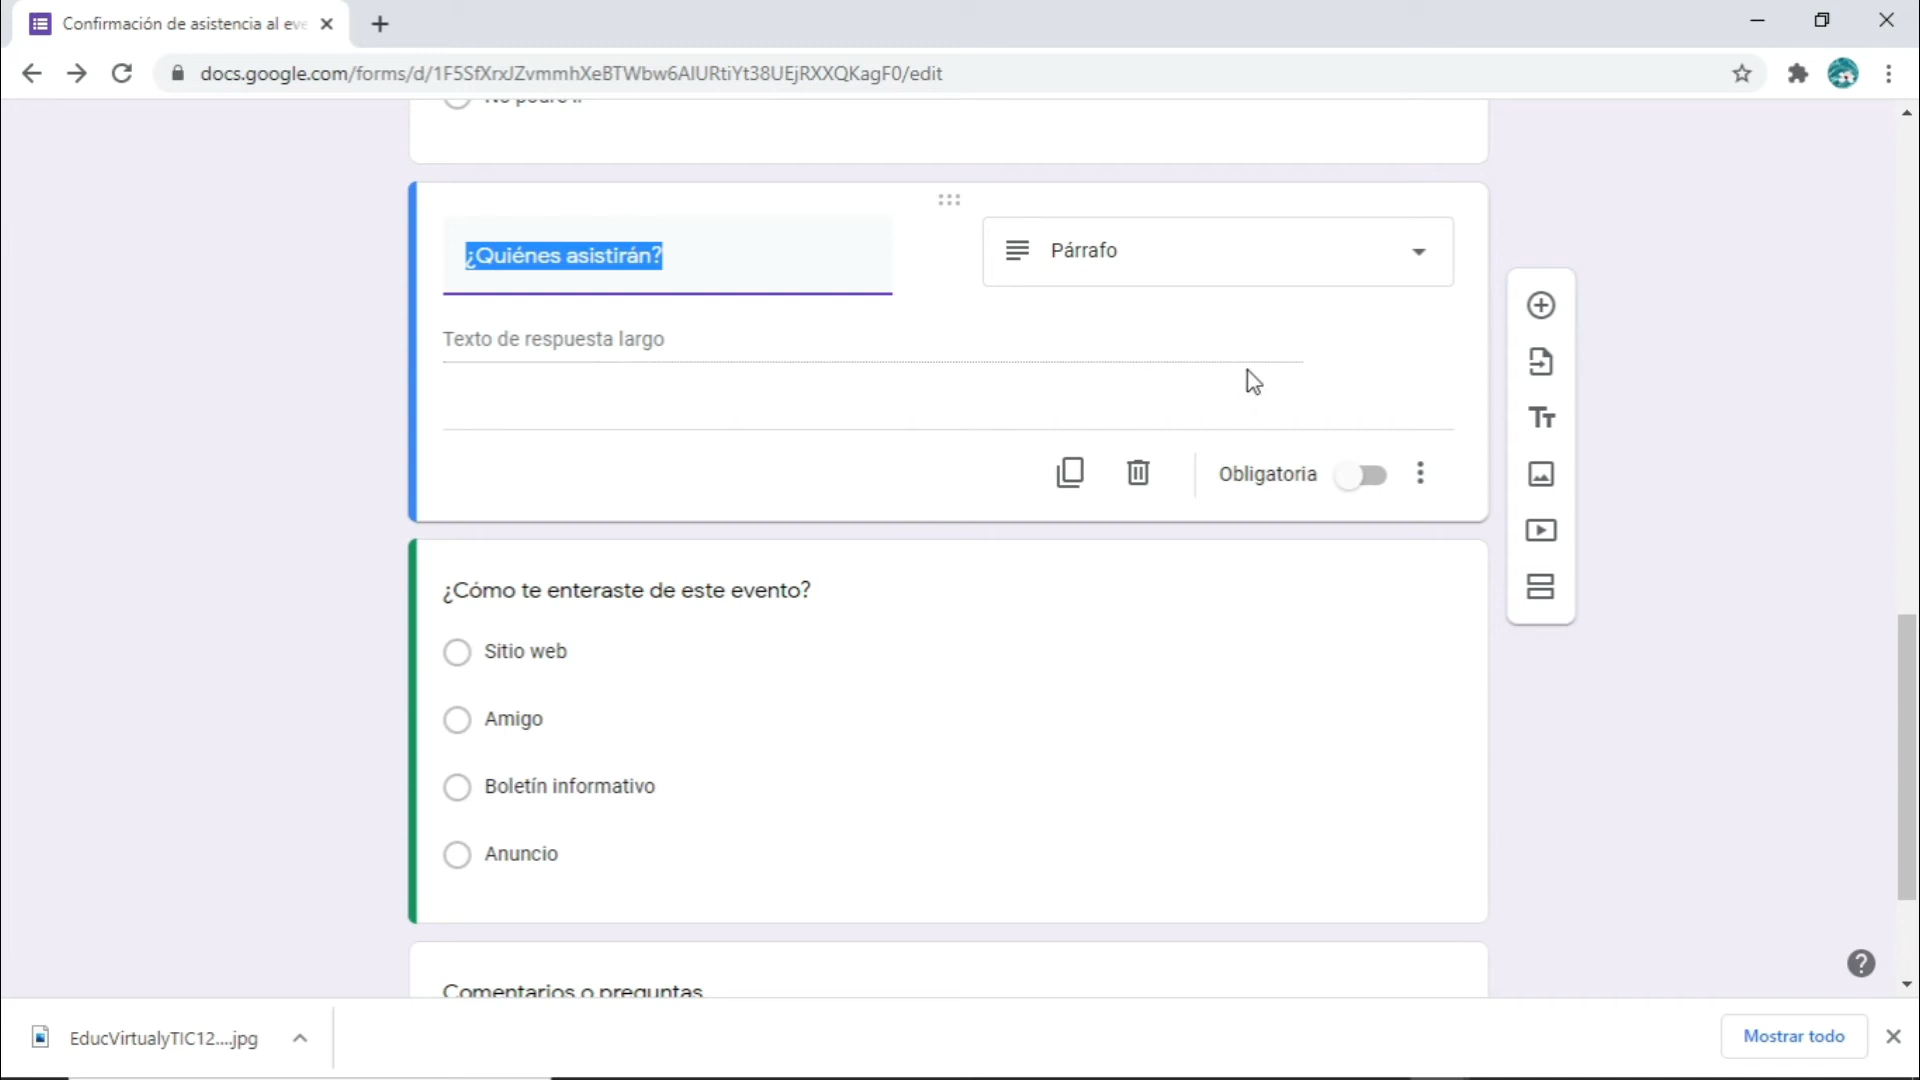 Confirmación de asistencia al eve
docs.google.com/forms/d/1F5SfXrxJZvmmhXeBTWbw6AIURtiYt38UEjRXXQKagF0/edit
¿Quiénes asistirán?
Párrafo
Texto de respuesta largo
Obligatoria
¿Cómo te enteraste de este evento?
Sitio web
Amigo
Boletín informativo
Anuncio
Comentarios o preguntas
EducVirtualyTIC12....jpg
Mostrar todo